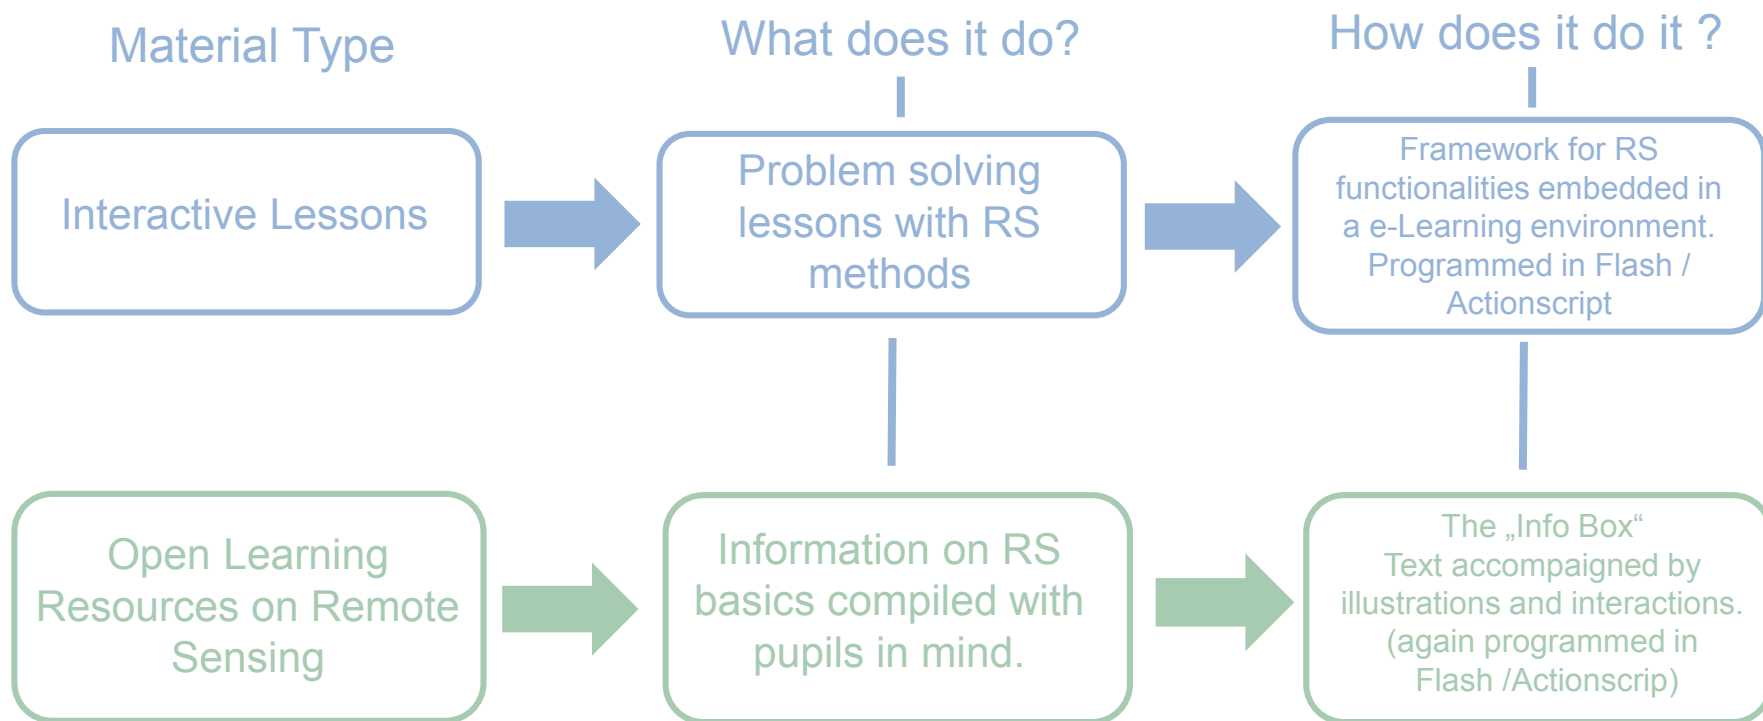 Material Type
What does it do?
How does it do it ?
Interactive Lessons
Problem solving
lessons with RS
methods
Framework for RS
functionalities embedded in
a e-Learning environment.
Programmed in Flash /
Actionscript
Open Learning
Resources on Remote
Sensing
Information on RS
basics compiled with
pupils in mind.
The „Info Box“
Text accompaigned by
illustrations and interactions.
(again programmed in
Flash /Actionscrip)